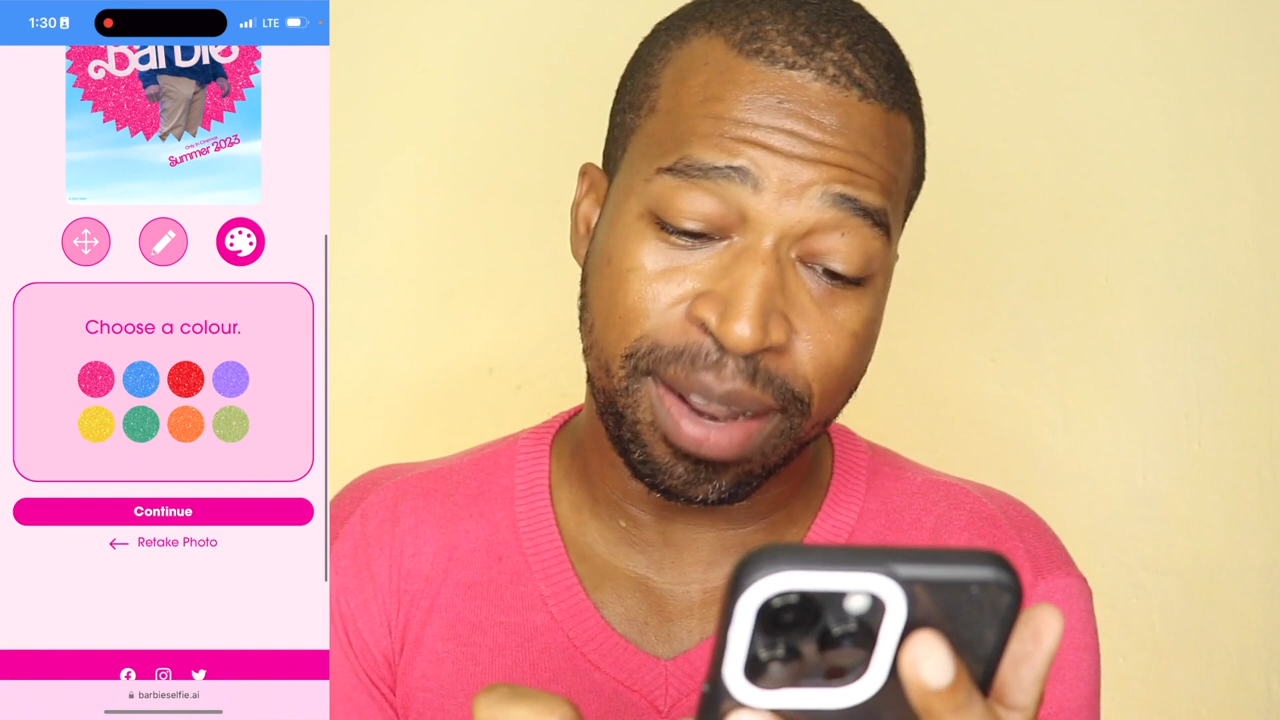 1:30
LTE
Barbie
Only in Cinemas
Summer 2023
Choose a colour.
Continue
Retake Photo
barbieselfie.ai